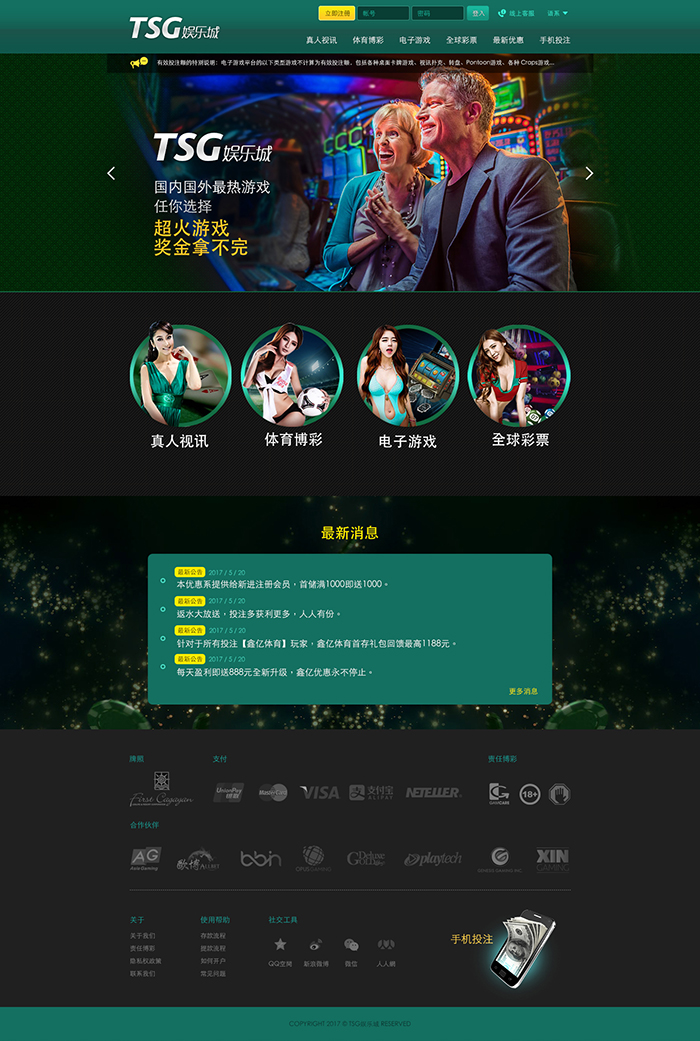 TSG娱乐城
立即注册 帐号 密码 登入 线上客服 语系
真人视讯 体育博彩 电子游戏 全球彩票 最新优惠 手机投注
有效投注额的特别说明：电子游戏平台的以下类型游戏不计算为有效投注额、包括各种桌面卡牌游戏、视讯扑克、转盘、Pontoon游戏、各种 Craps游戏...
TSG娱乐城
国内国外最热游戏
任你选择
超火游戏
奖金拿不完
真人视讯 体育博彩 电子游戏 全球彩票
最新消息
最新公告 2017 / 5 / 20
本优惠系提供给新进注册会员，首储满1000即送1000。
最新公告 2017 / 5 / 20
返水大放送，投注多获利更多，人人有份。
最新公告 2017 / 5 / 20
针对于所有投注【鑫亿体育】玩家，鑫亿体育首存礼包回馈最高1188元。
最新公告 2017 / 5 / 20
每天盈利即送888元全新升级，鑫亿优惠永不停止。
更多消息
牌照 支付 责任博彩
First Cagayan
UnionPay 银联 MasterCard VISA 支付宝 ALIPAY NETELLER 18+
合作伙伴
AG Asia Gaming 歐博ALLBET bbin OPUS GAMING playtech XIN GAMING
关于 使用帮助 社交工具
关于我们 存款流程
责任博彩 提款流程
隐私权政策 如何开户
联系我们 常见问题
QQ空間 新浪微博 微信 人人網
手机投注
COPYRIGHT 2017 © TSG娱乐城 RESERVED